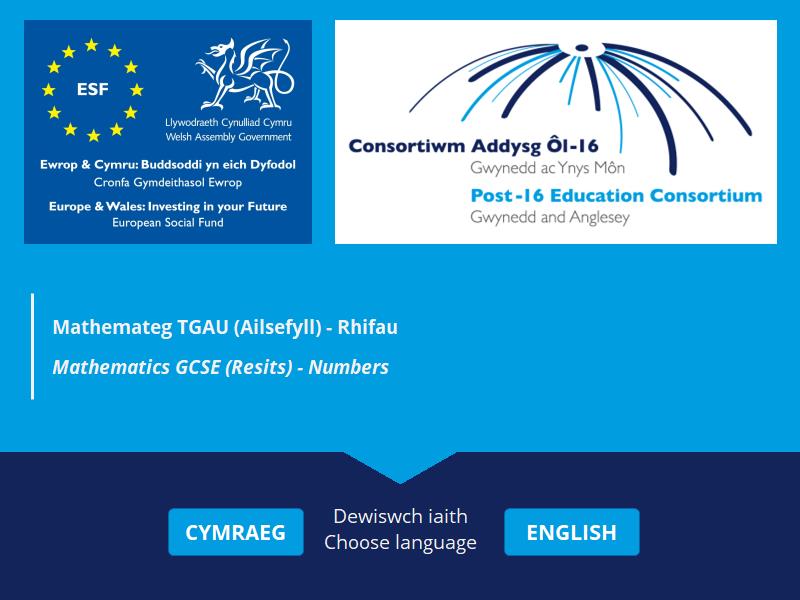 ESF
Llywodraeth Cynulliad Cymru
Welsh Assembly Government
Ewrop & Cymru: Buddsoddi yn eich Dyfodol
Cronfa Gymdeithasol Ewrop
Europe & Wales: Investing in your Future
European Social Fund
Consortiwm Addysg Ôl-16
Gwynedd ac Ynys Môn
Post-16 Education Consortium
Gwynedd and Anglesey
Mathemateg TGAU (Ailsefyll) - Rhifau
Mathematics GCSE (Resits) - Numbers
CYMRAEG
Dewiswch iaith
Choose language
ENGLISH